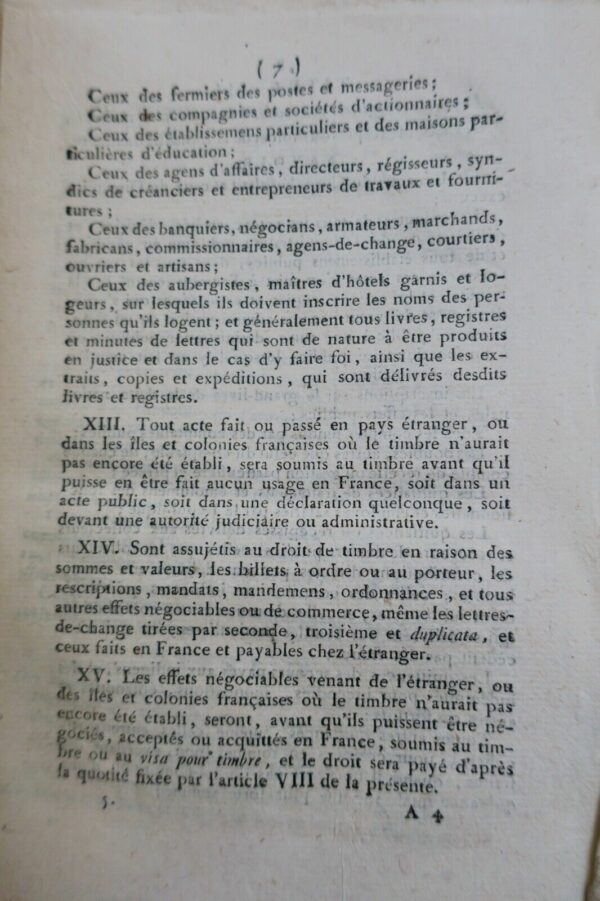 ( 7 )
Ceux des fermiers des postes et messageries ;
Ceux des compagnies et sociétés d'actionnaires ;
Ceux des établissemens particuliers et des maisons par-
ticulières d'éducation ;
Ceux des agens d'affaires, directeurs, régisseurs, syn-
dics de créanciers et entrepreneurs de travaux et fourni-
tures ;
Ceux des banquiers, négocians, armateurs, marchands,
fabricans, commissionnaires, agens-de-change, courtiers,
ouvriers et artisans ;
Ceux des aubergistes, maîtres d'hôtels garnis et lo-
geurs, sur lesquels ils doivent inscrire les noms des per-
sonnes qu'ils logent ; et généralement tous livres, registres
et minutes de lettres qui sont de nature à être produits
en justice et dans le cas d'y faire foi, ainsi que les ex-
traits, copies et expéditions, qui sont délivrés desdits
livres et registres.
XIII. Tout acte fait ou passé en pays étranger, ou
dans les îles et colonies françaises où le timbre n'aurait
pas encore été établi, sera soumis au timbre avant qu'il
puisse en être fait aucun usage en France, soit dans un
acte public, soit dans une déclaration quelconque, soit
devant une autorité judiciaire ou administrative.
XIV. Sont assujétis au droit de timbre en raison des
sommes et valeurs, les billets à ordre ou au porteur, les
rescriptions, mandats, mandemens, ordonnances, et tous
autres effets négociables ou de commerce, même les lettres-
de-change tirées par seconde, troisième et duplicata, et
ceux faits en France et payables chez l'étranger.
XV. Les effets négociables venant de l'étranger, ou
des îles et colonies françaises où le timbre n'aurait pas
encore été établi, seront, avant qu'ils puissent être né-
gociés, acceptés ou acquittés en France, soumis au tim-
bre ou au visa pour timbre, et le droit sera payé d'après
la quotité fixée par l'article VIII de la présente.
5. A 4